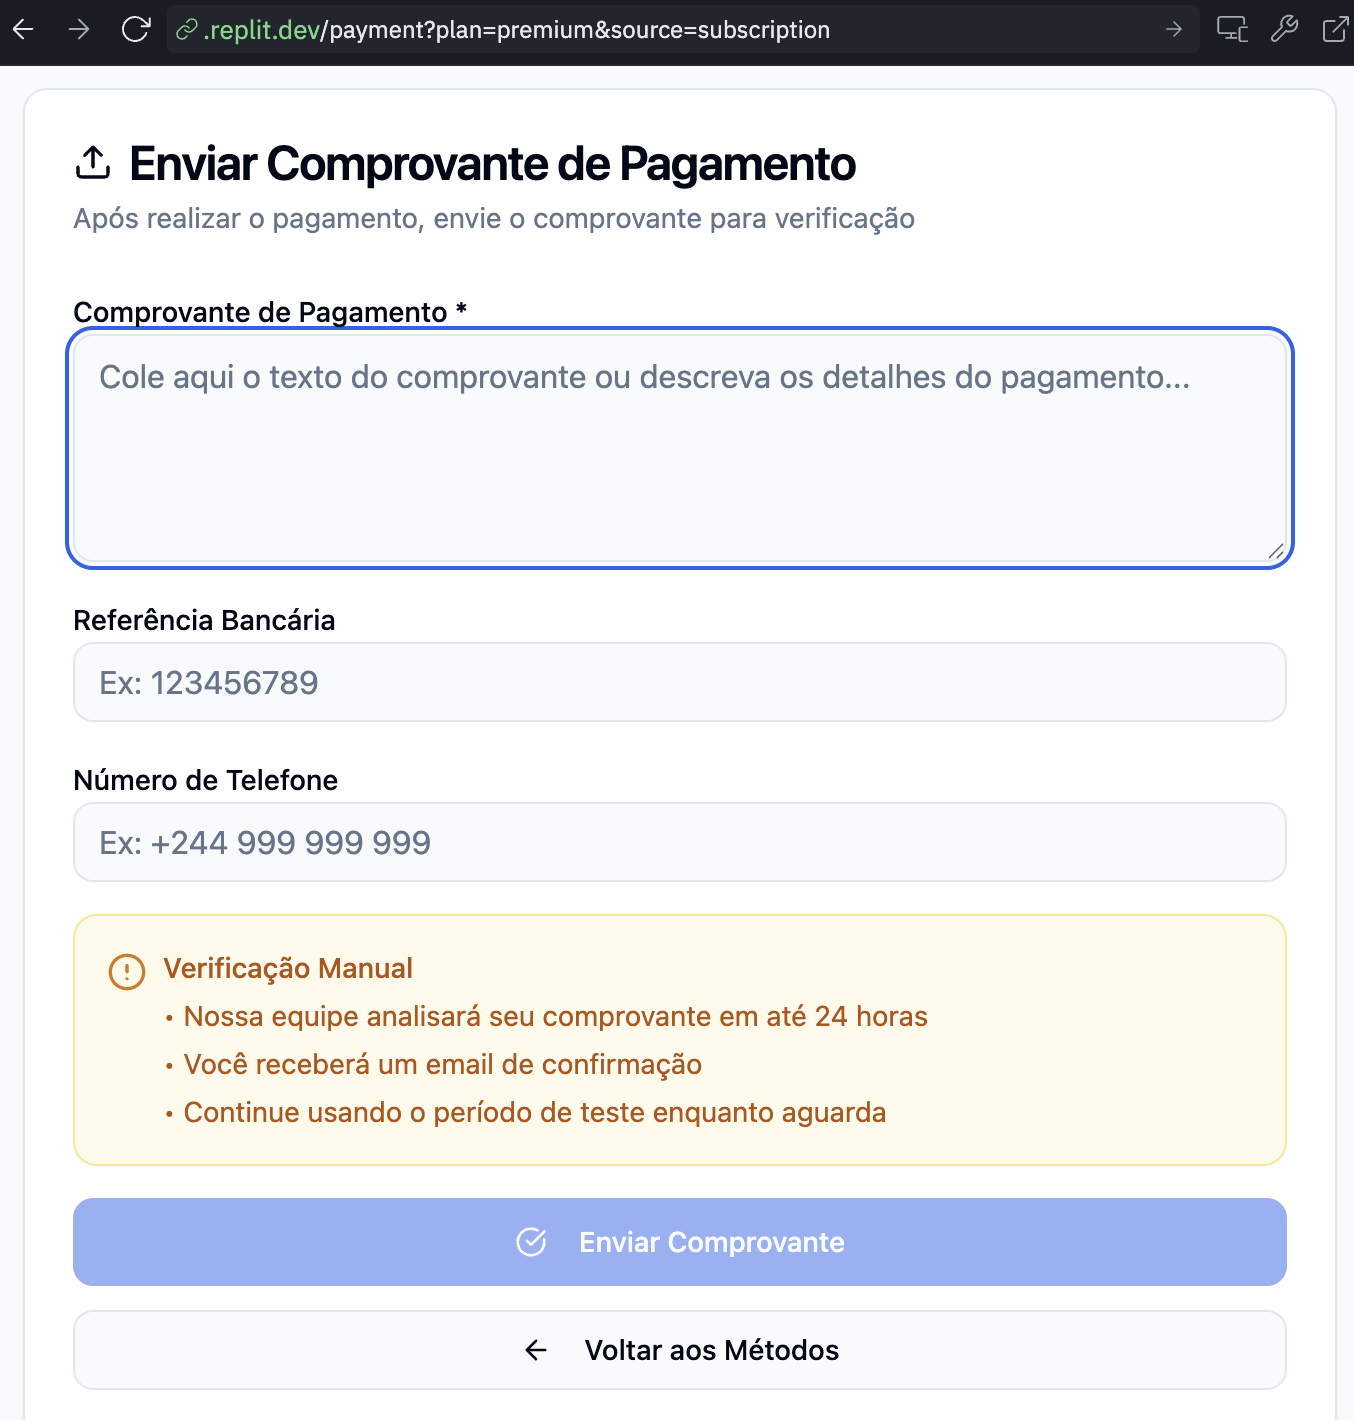 .replit.dev/payment?plan=premium&source=subscription
Enviar Comprovante de Pagamento
Após realizar o pagamento, envie o comprovante para verificação
Comprovante de Pagamento *
Cole aqui o texto do comprovante ou descreva os detalhes do pagamento...
Referência Bancária
Ex: 123456789
Número de Telefone
Ex: +244 999 999 999
Verificação Manual
• Nossa equipe analisará seu comprovante em até 24 horas
• Você receberá um email de confirmação
• Continue usando o período de teste enquanto aguarda
Enviar Comprovante
Voltar aos Métodos